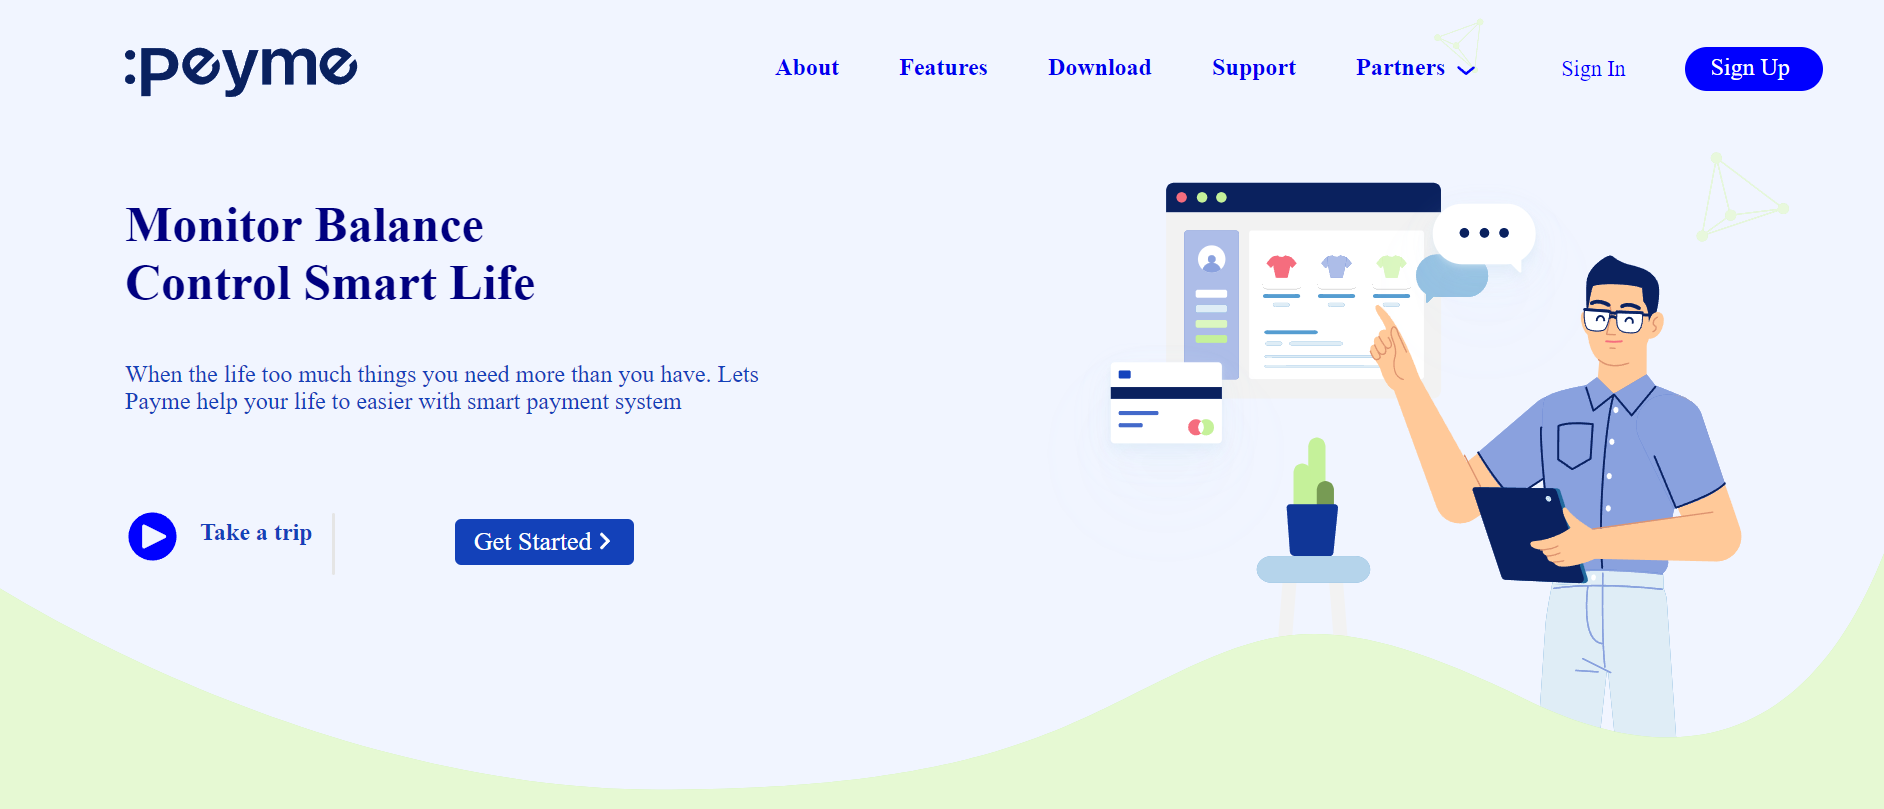 :peyme
About Features Download Support Partners Sign In Sign Up
Monitor Balance
Control Smart Life
When the life too much things you need more than you have. Lets
Payme help your life to easier with smart payment system
Take a trip
Get Started